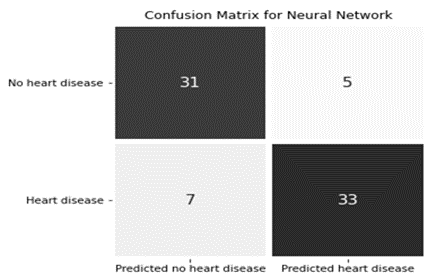 Confusion Matrix for Neural Network
No heart disease
31
5
Heart disease
7
33
Predicted no heart disease
Predicted heart disease